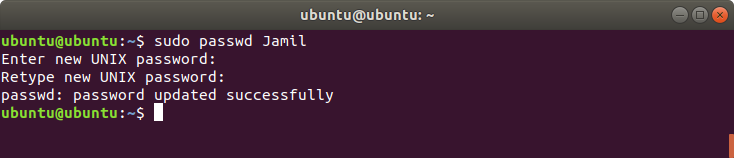 ubuntu@ubuntu: ~
ubuntu@ubuntu:~$ sudo passwd Jamil
Enter new UNIX password:
Retype new UNIX password:
passwd: password updated successfully
ubuntu@ubuntu:~$